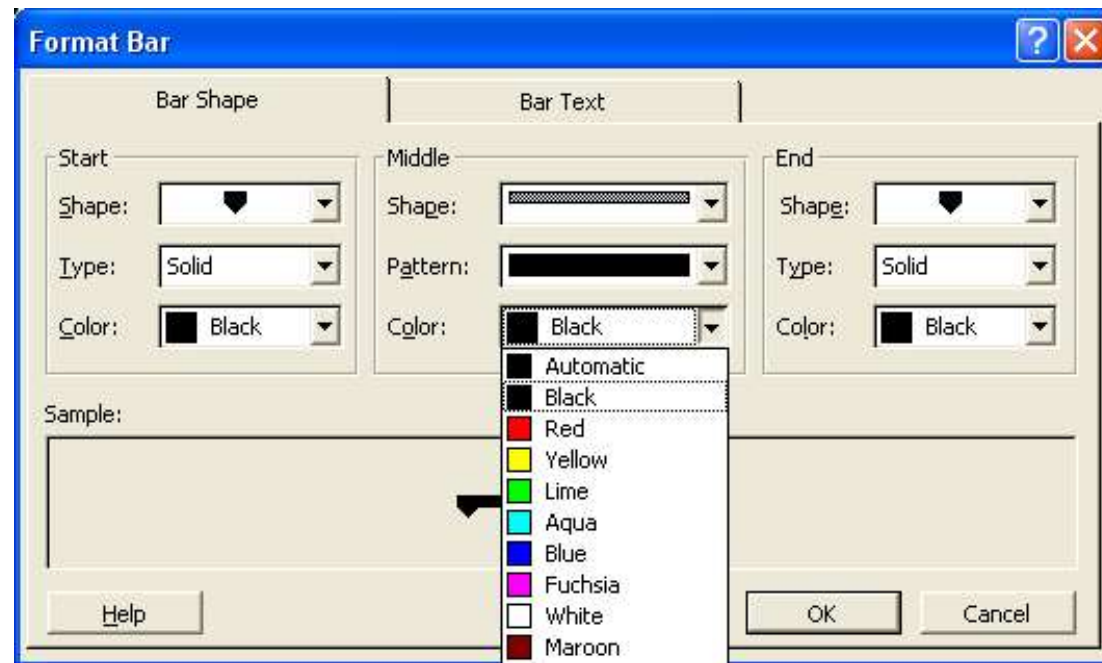 Format Bar
Bar Shape
Bar Text
Start
Shape:
Type: Solid
Color: Black
Middle
Shape:
Pattern:
Color: Black
Automatic
Black
Red
Yellow
Lime
Aqua
Blue
Fuchsia
White
Maroon
End
Shape:
Type: Solid
Color: Black
Sample:
Help
OK
Cancel